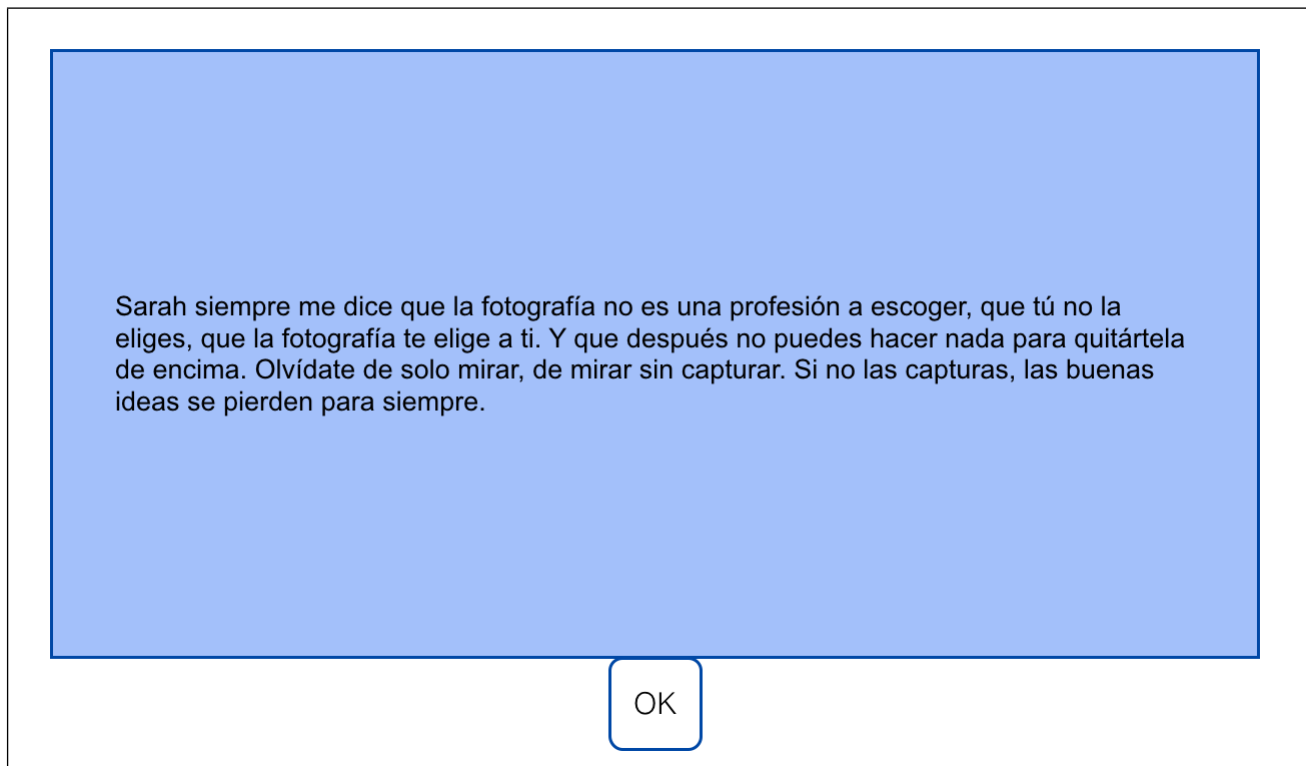 Sarah siempre me dice que la fotografía no es una profesión a escoger, que tú no la
eliges, que la fotografía te elige a ti. Y que después no puedes hacer nada para quitártela
de encima. Olvídate de solo mirar, de mirar sin capturar. Si no las capturas, las buenas
ideas se pierden para siempre.
OK